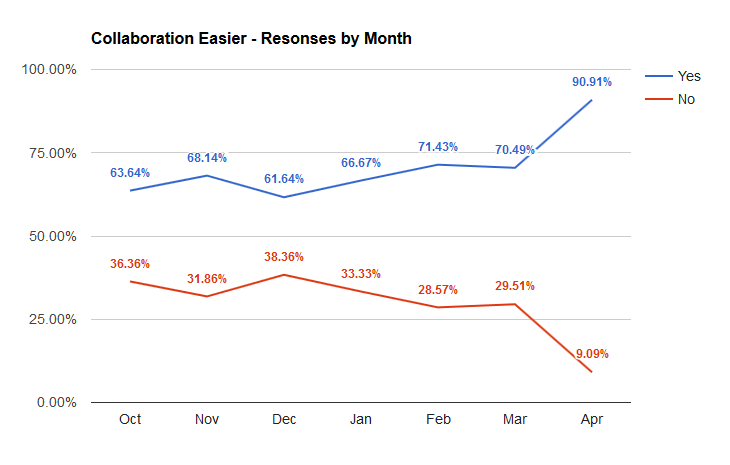 Collaboration Easier - Resonses by Month
100.00%
75.00%
50.00%
25.00%
0.00%
Yes
No
63.64%
68.14%
61.64%
66.67%
71.43%
70.49%
90.91%
36.36%
31.86%
38.36%
33.33%
28.57%
29.51%
9.09%
Oct
Nov
Dec
Jan
Feb
Mar
Apr